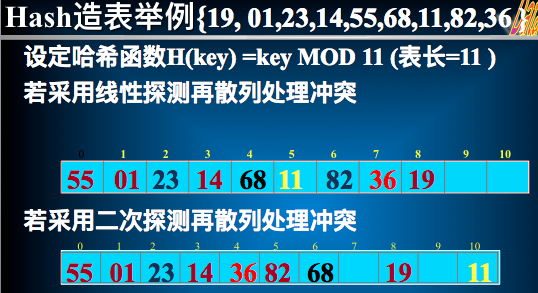 Hash造表举例{19, 01,23,14,55,68,11,82,36}
设定哈希函数H(key) =key MOD 11 (表长=11 )
若采用线性探测再散列处理冲突
0 1 2 3 4 5 6 7 8 9 10
55 01 23 14 68 11 82 36 19
若采用二次探测再散列处理冲突
0 1 2 3 4 5 6 7 8 9 10
55 01 23 14 36 82 68 19 11